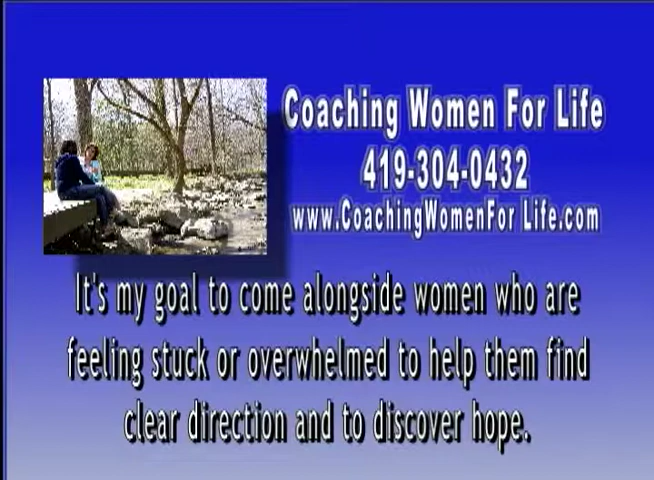 Coaching Women For Life
419-304-0432
www.CoachingWomenFor Life.com
It's my goal to come alongside women who are
feeling stuck or overwhelmed to help them find
clear direction and to discover hope.